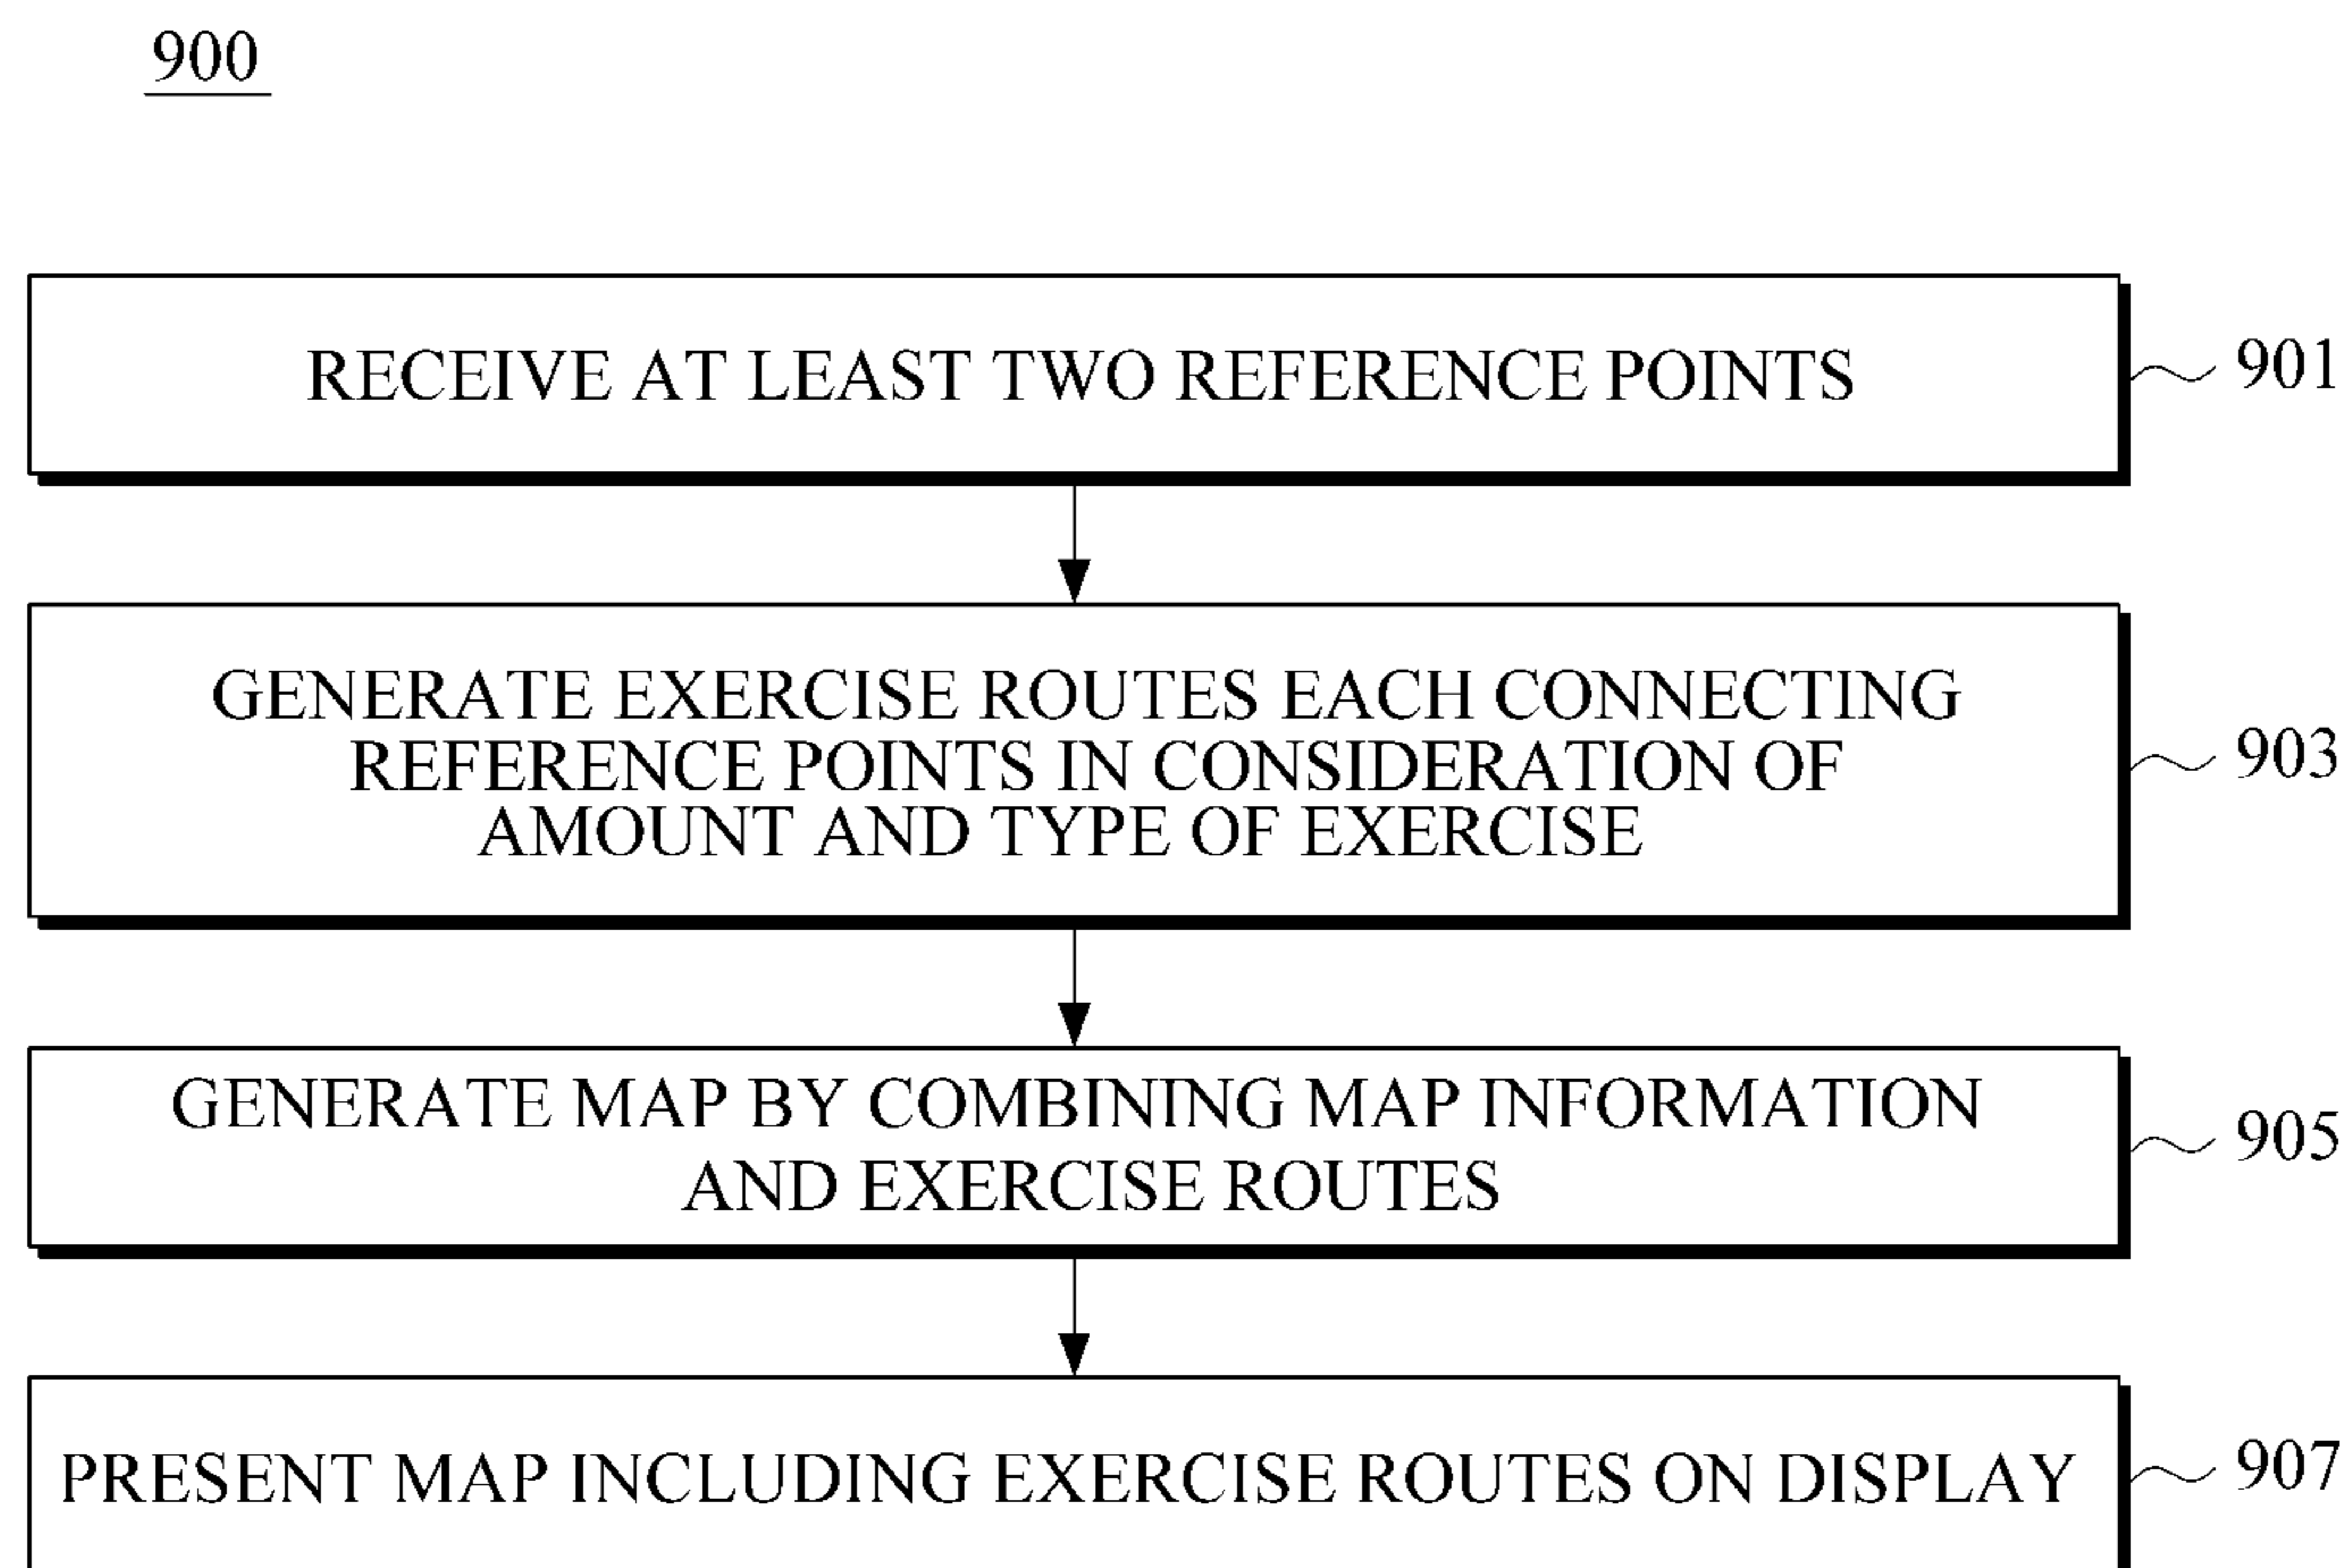 900
RECEIVE AT LEAST TWO REFERENCE POINTS
901
GENERATE EXERCISE ROUTES EACH CONNECTING
REFERENCE POINTS IN CONSIDERATION OF
AMOUNT AND TYPE OF EXERCISE
903
GENERATE MAP BY COMBINING MAP INFORMATION
AND EXERCISE ROUTES
905
PRESENT MAP INCLUDING EXERCISE ROUTES ON DISPLAY
907